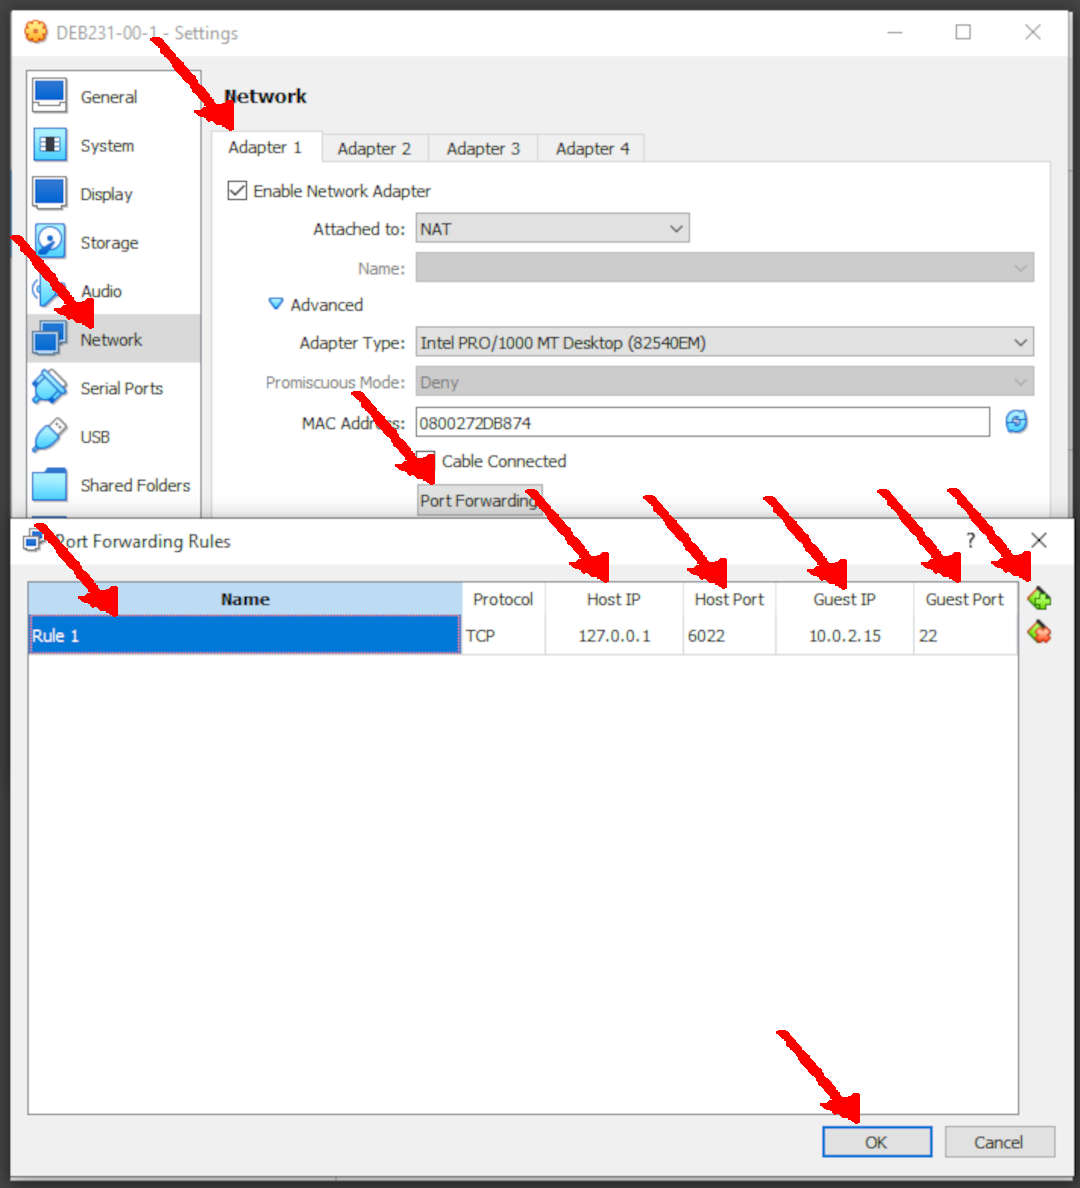 DEB231-00-1 - Settings
General
System
Display
Storage
Audio
Network
Serial Ports
USB
Shared Folders
Network
Adapter 1 Adapter 2 Adapter 3 Adapter 4
Enable Network Adapter
Attached to: NAT
Name:
Advanced
Adapter Type: Intel PRO/1000 MT Desktop (82540EM)
Promiscuous Mode: Deny
MAC Address: 0800272DB874
Cable Connected
Port Forwarding
Port Forwarding Rules ?
Name Protocol Host IP Host Port Guest IP Guest Port
Rule 1 TCP 127.0.0.1 6022 10.0.2.15 22
OK Cancel